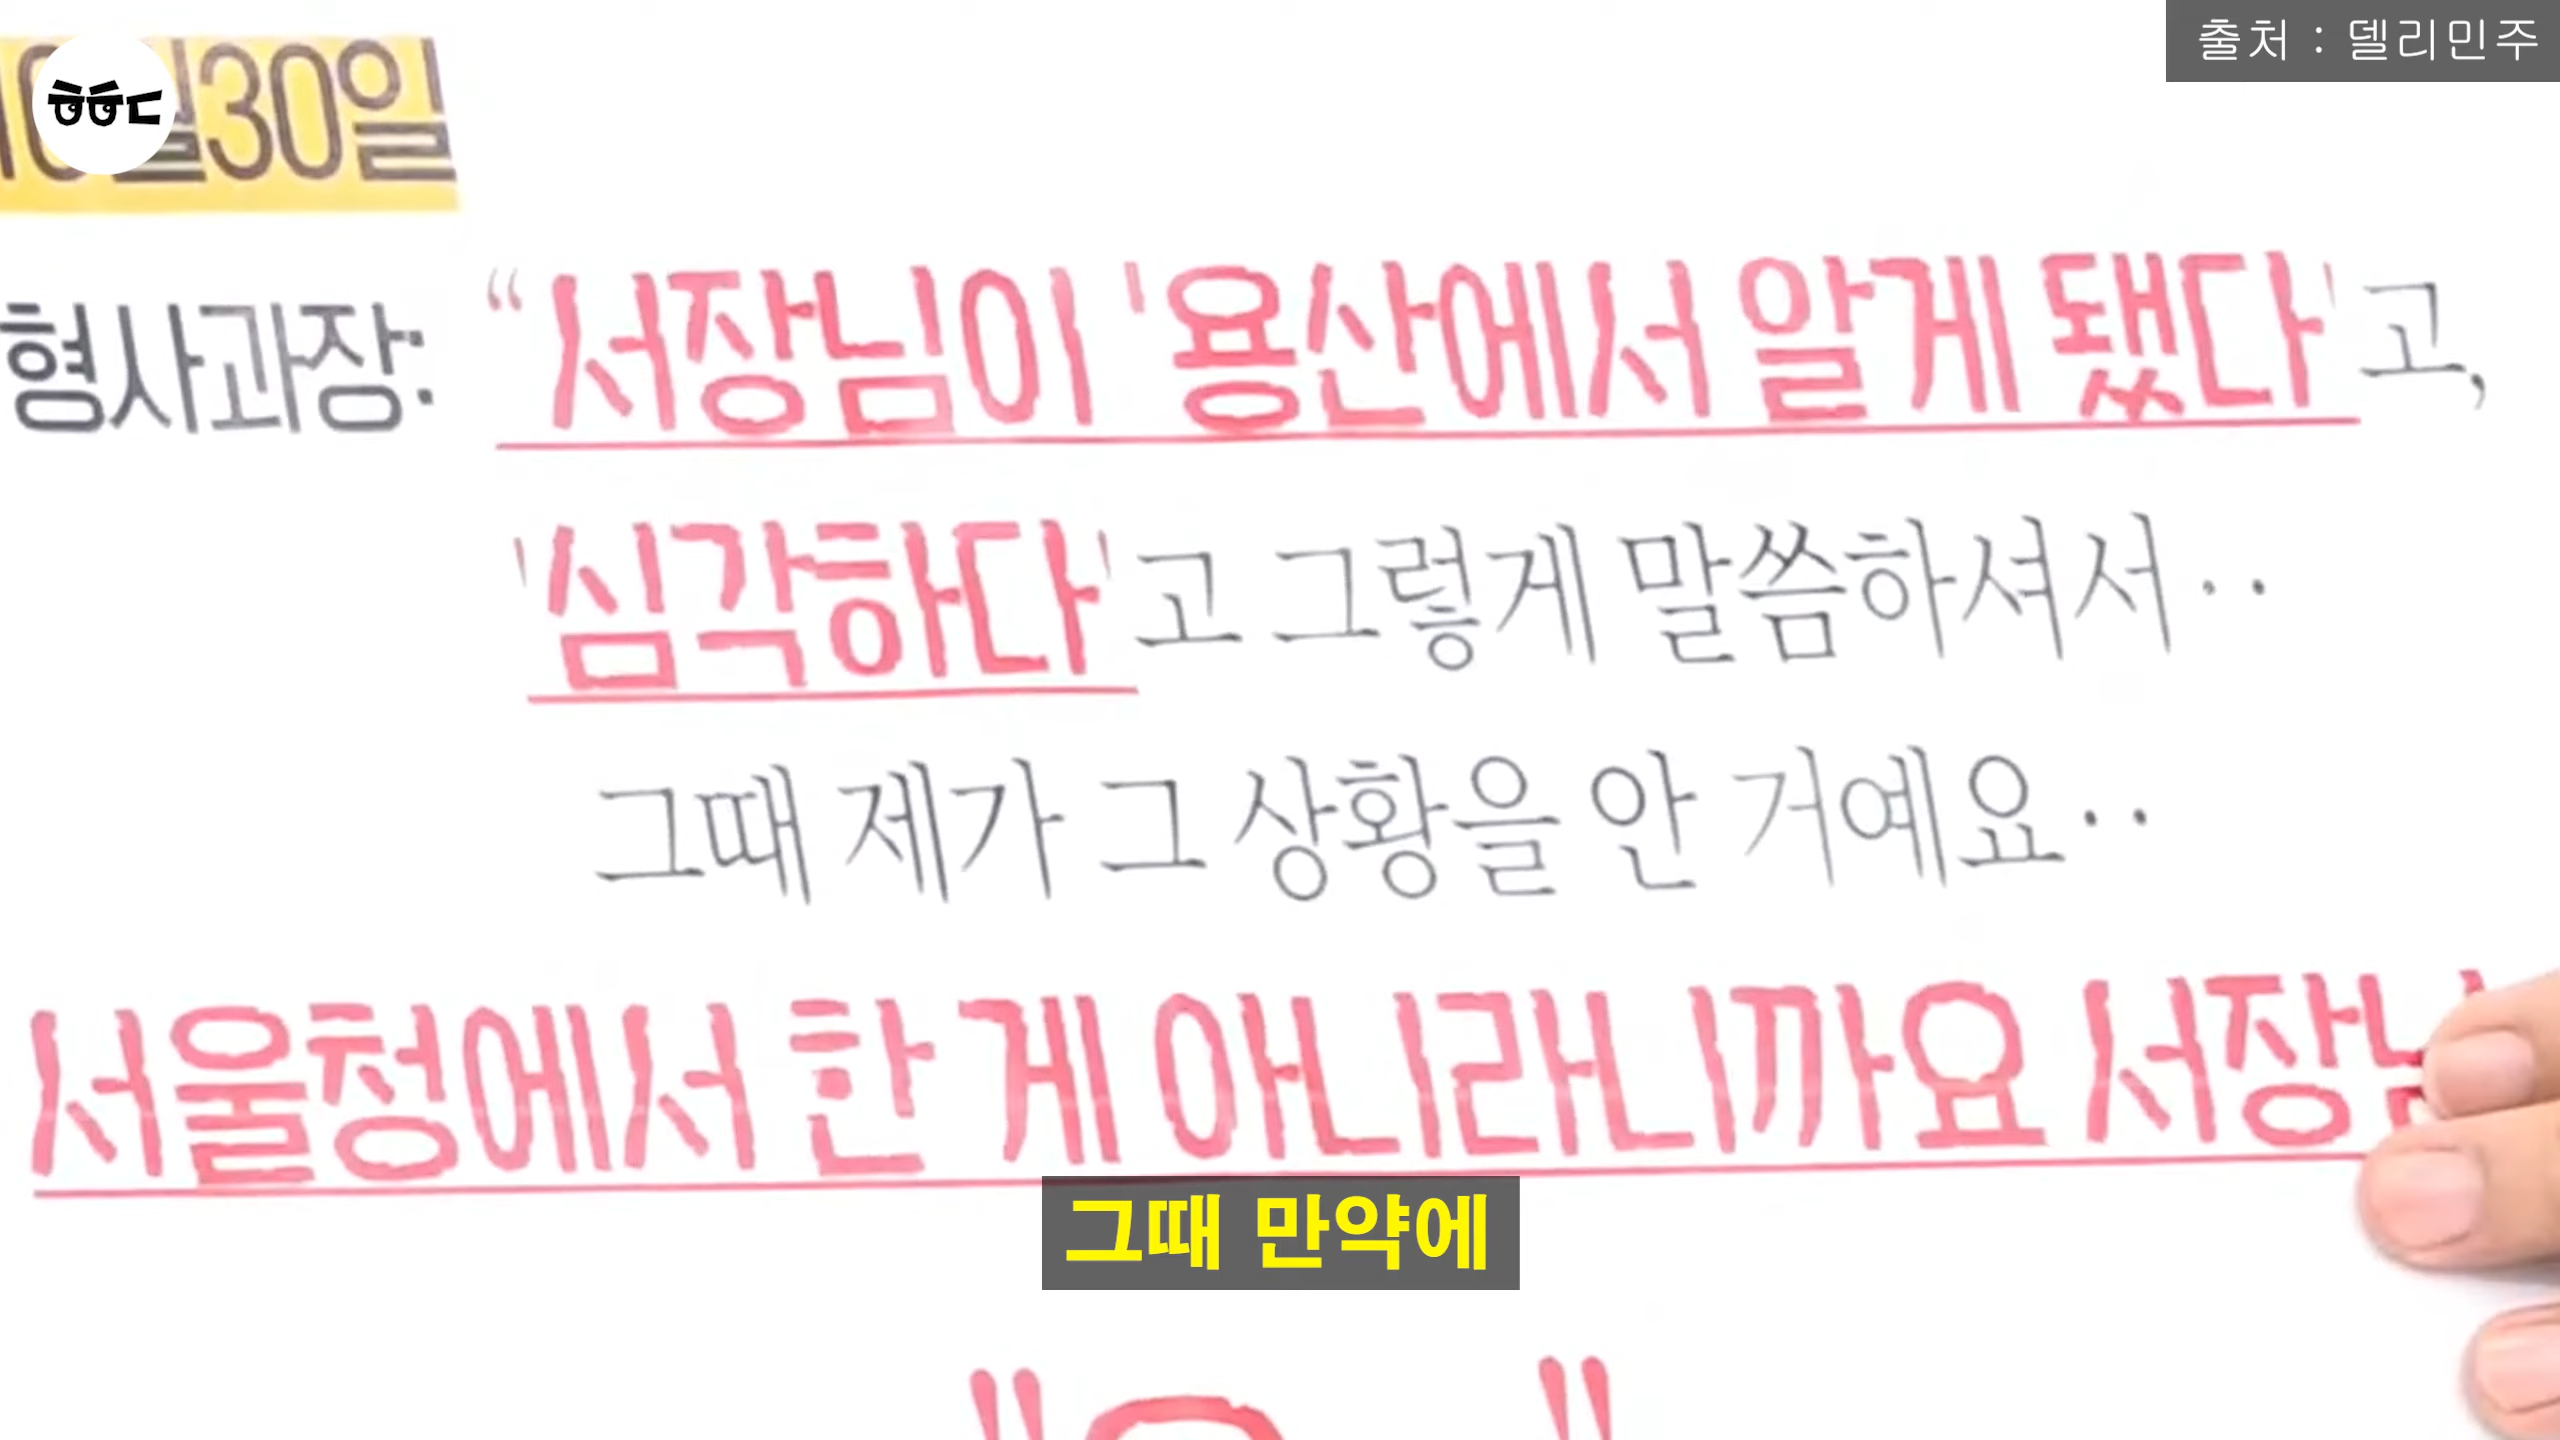 출처 : 델리민주
30일
ㅎㅎㄷ
형사과장: "서장님이 '용산에서 알게 됐다'고,
'심각하다'고 그렇게 말씀하셔서··
그때 제가 그 상황을 안 거예요··
서울청에서 한 게 아니라니까요 서장
그때 만약에